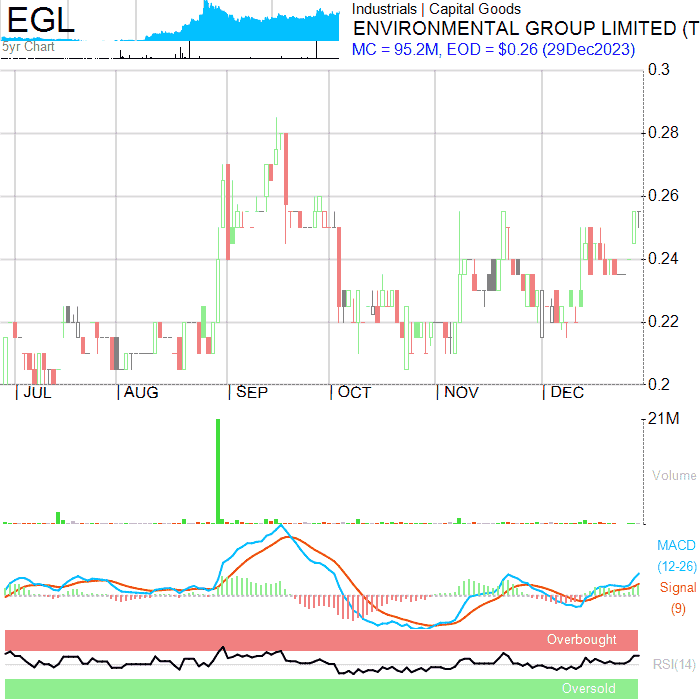 EGL
Industrials | Capital Goods
ENVIRONMENTAL GROUP LIMITED (T
MC = 95.2M, EOD = $0.26 (29Dec2023)
5yr Chart
0.3
0.28
0.26
0.24
0.22
0.2
JUL
AUG
SEP
OCT
NOV
DEC
21M
Volume
MACD
(12-26)
Signal
(9)
Overbought
RSI(14)
Oversold